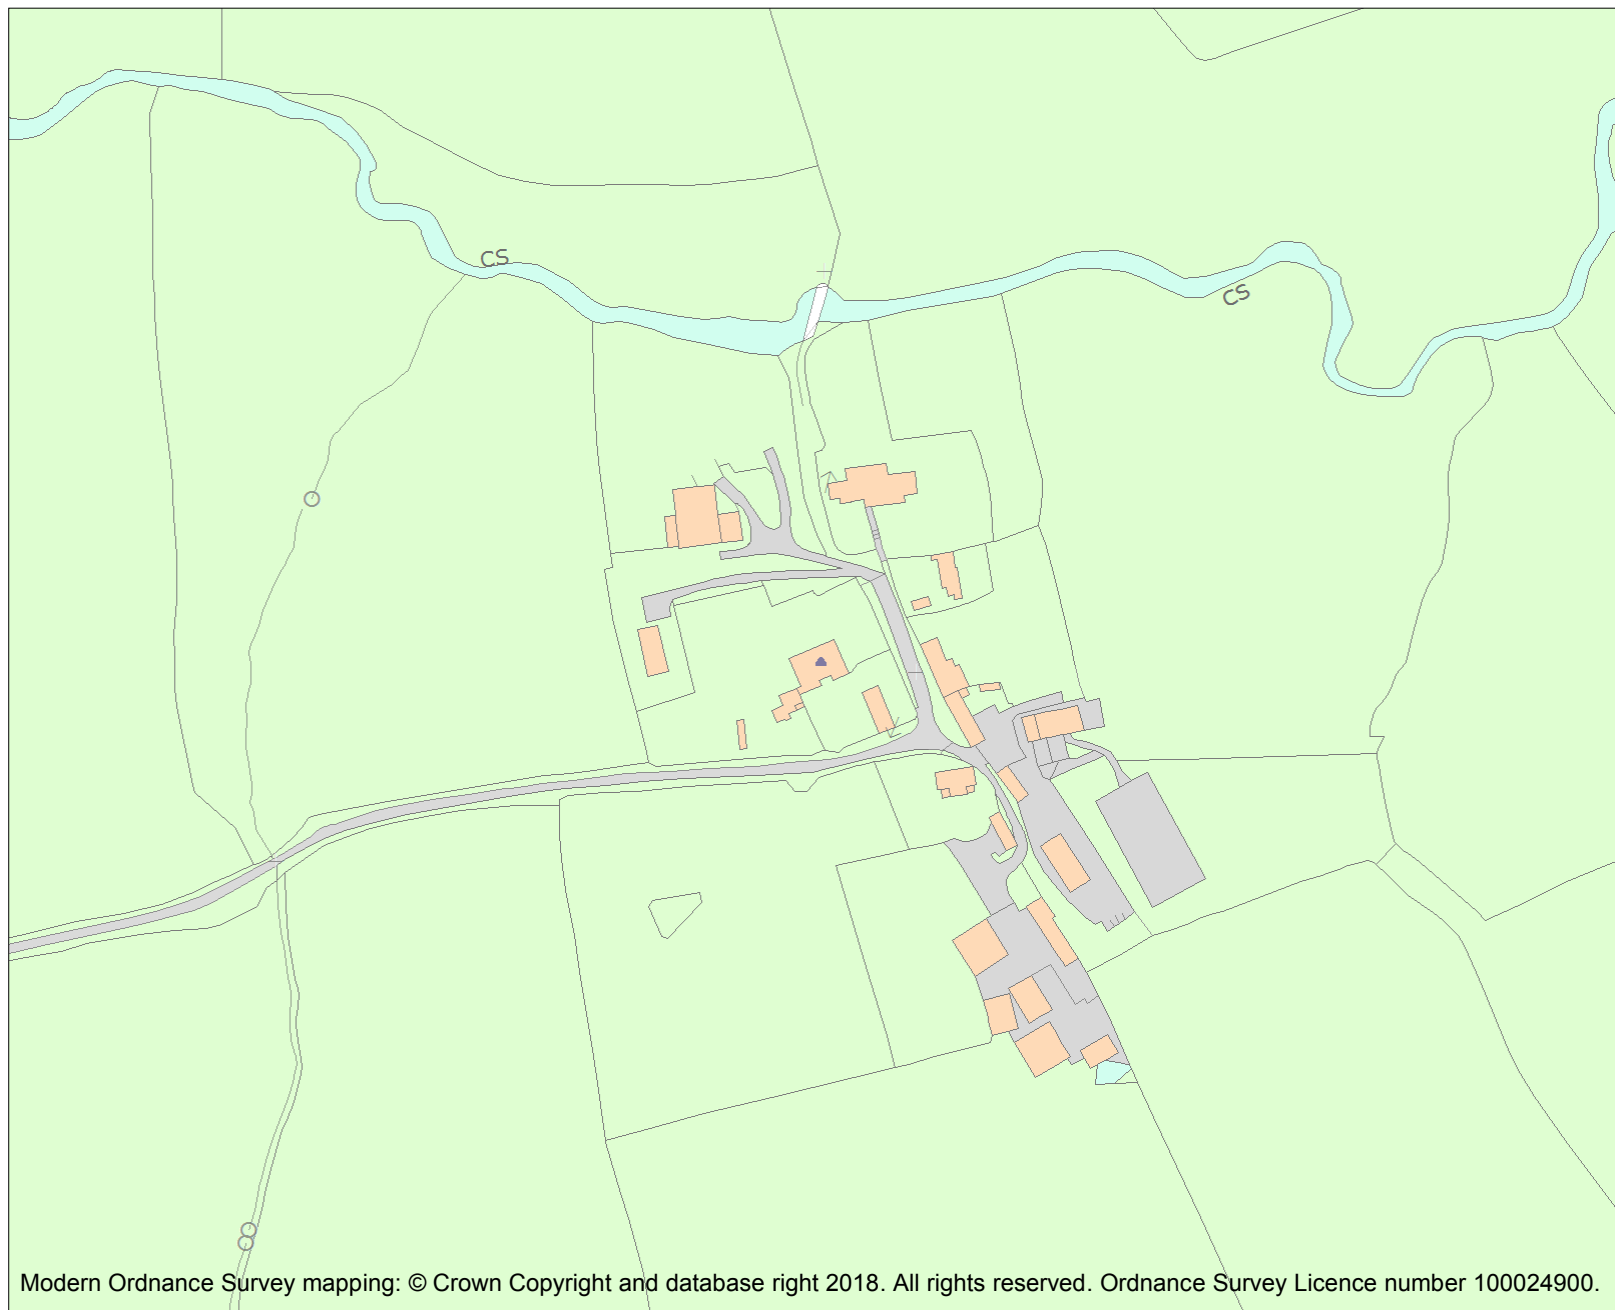 CS
CS
Modern Ordnance Survey mapping: © Crown Copyright and database right 2018. All rights reserved. Ordnance Survey Licence number 100024900.